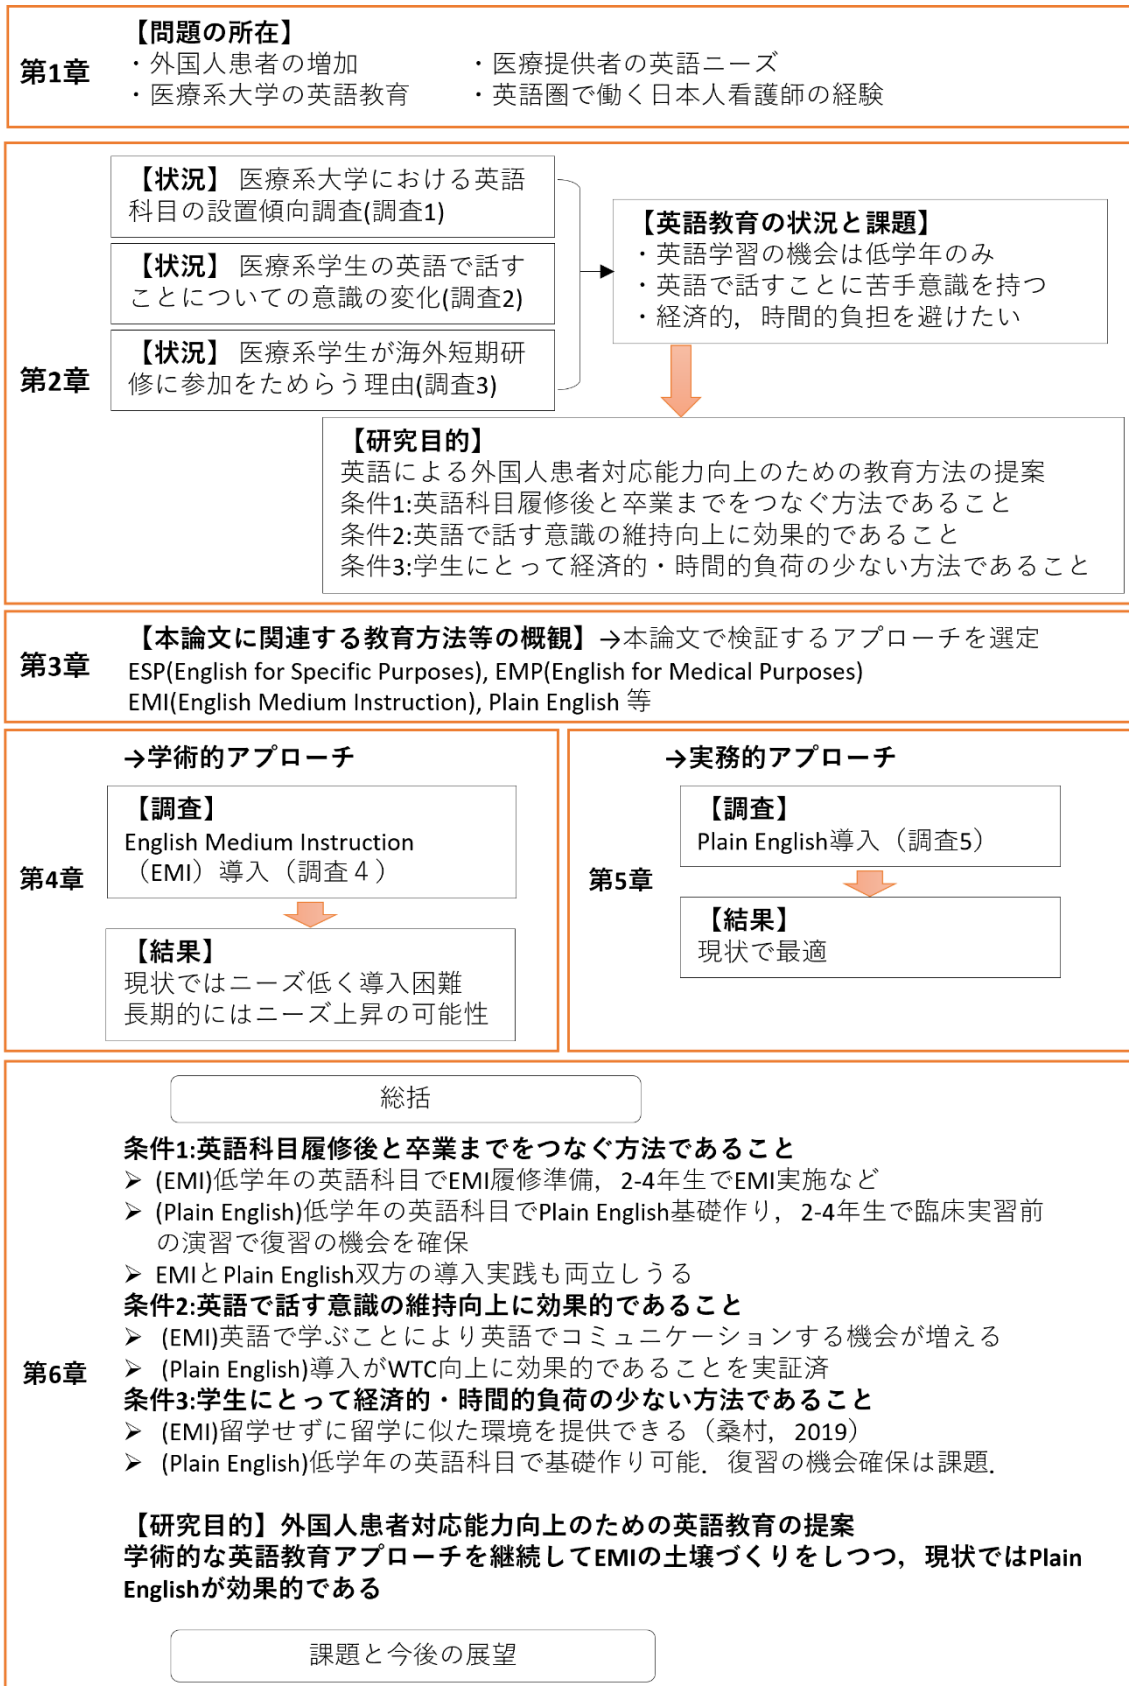 第1章
【問題の所在】
・外国人患者の増加
・医療提供者の英語ニーズ
・医療系大学の英語教育
・英語圏で働く日本人看護師の経験
第2章
【状況】 医療系大学における英語
科目の設置傾向調査(調査1)
【状況】 医療系学生の英語で話す
ことについての意識の変化(調査2)
【状況】 医療系学生が海外短期研
修に参加をためらう理由(調査3)
【英語教育の状況と課題】
・英語学習の機会は低学年のみ
・英語で話すことに苦手意識を持つ
・経済的，時間的負担を避けたい
【研究目的】
英語による外国人患者対応能力向上のための教育方法の提案
条件1:英語科目履修後と卒業までをつなぐ方法であること
条件2:英語で話す意識の維持向上に効果的であること
条件3:学生にとって経済的・時間的負荷の少ない方法であること
第3章
【本論文に関連する教育方法等の概観】→本論文で検証するアプローチを選定
ESP(English for Specific Purposes), EMP(English for Medical Purposes)
EMI(English Medium Instruction), Plain English 等
第4章
→学術的アプローチ
【調査】
English Medium Instruction
（EMI）導入（調査４）
【結果】
現状ではニーズ低く導入困難
長期的にはニーズ上昇の可能性
第5章
→実務的アプローチ
【調査】
Plain English導入（調査5）
【結果】
現状で最適
第6章
総括
条件1:英語科目履修後と卒業までをつなぐ方法であること
➢ (EMI)低学年の英語科目でEMI履修準備，2-4年生でEMI実施など
➢ (Plain English)低学年の英語科目でPlain English基礎作り，2-4年生で臨床実習前
の演習で復習の機会を確保
➢ EMIとPlain English双方の導入実践も両立しうる
条件2:英語で話す意識の維持向上に効果的であること
➢ (EMI)英語で学ぶことにより英語でコミュニケーションする機会が増える
➢ (Plain English)導入がWTC向上に効果的であることを実証済
条件3:学生にとって経済的・時間的負荷の少ない方法であること
➢ (EMI)留学せずに留学に似た環境を提供できる（桑村，2019）
➢ (Plain English)低学年の英語科目で基礎作り可能．復習の機会確保は課題．
【研究目的】外国人患者対応能力向上のための英語教育の提案
学術的な英語教育アプローチを継続してEMIの土壌づくりをしつつ，現状ではPlain
Englishが効果的である
課題と今後の展望